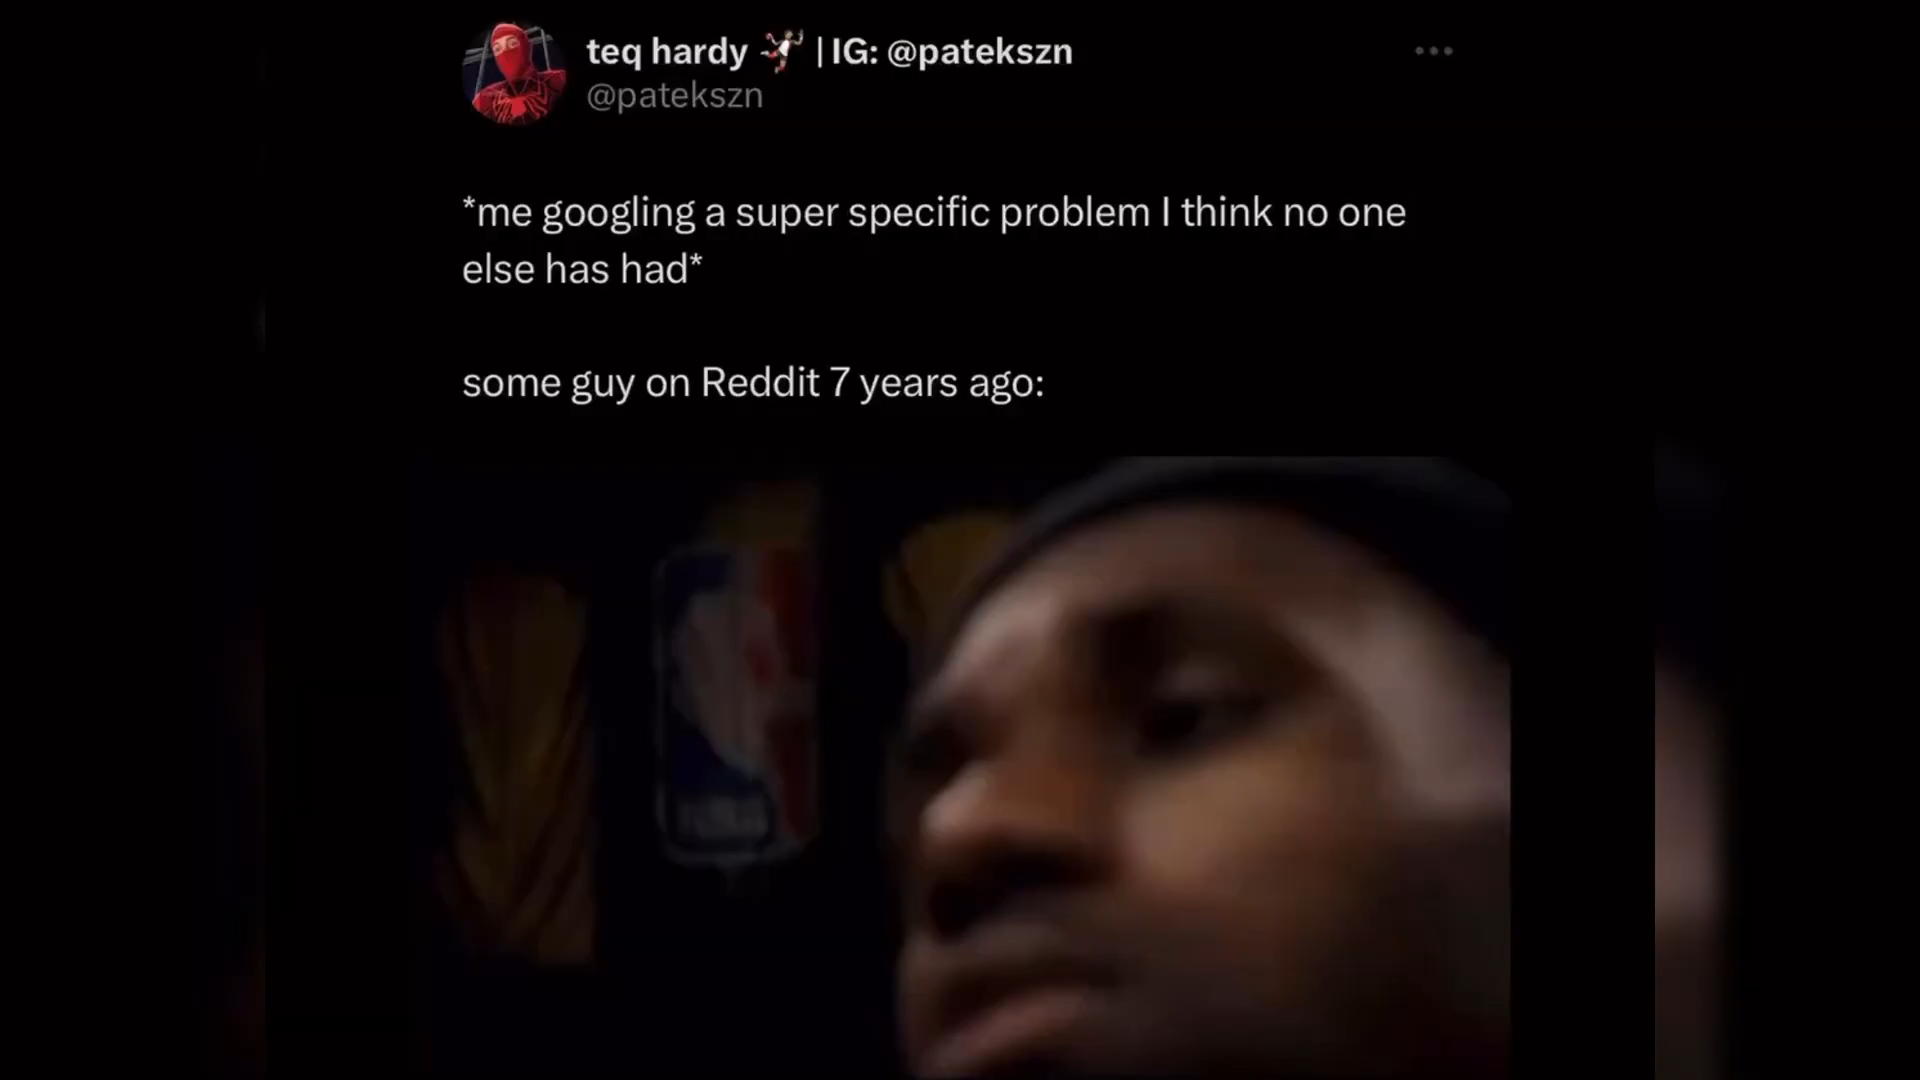 teq hardy 🤾🏻‍♂️ | IG: @patekszn
@patekszn
*me googling a super specific problem I think no one
else has had*
some guy on Reddit 7 years ago: